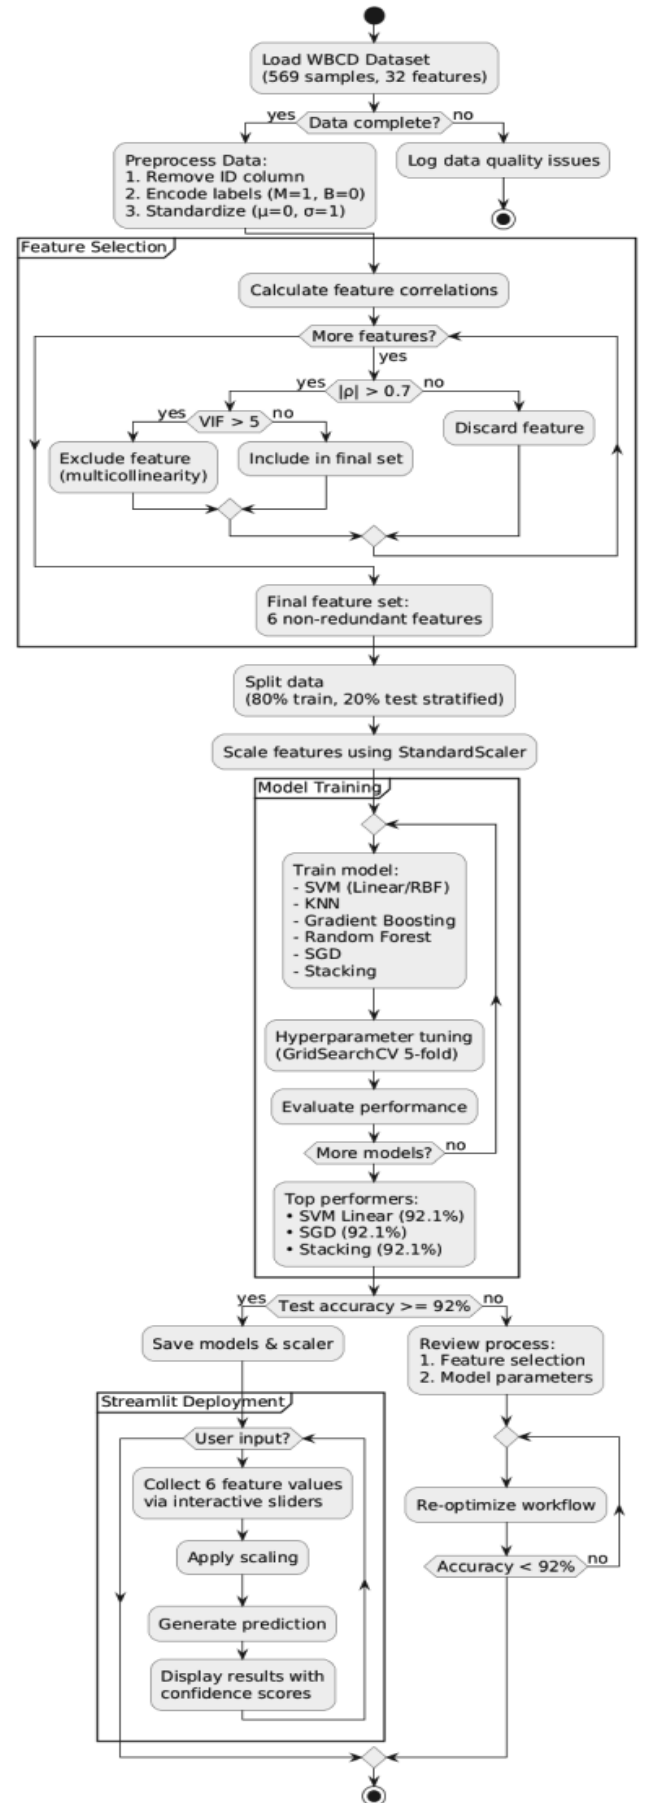 Load WBCD Dataset
(569 samples, 32 features)
yes
Data complete?
no
Preprocess Data:
1. Remove ID column
2. Encode labels (M=1, B=0)
3. Standardize (μ=0, σ=1)
Log data quality issues
Feature Selection
Calculate feature correlations
More features?
yes
yes
|ρ| > 0.7
no
yes
VIF > 5
no
Discard feature
Exclude feature
(multicollinearity)
Include in final set
Final feature set:
6 non-redundant features
Split data
(80% train, 20% test stratified)
Scale features using StandardScaler
Model Training
Train model:
- SVM (Linear/RBF)
- KNN
- Gradient Boosting
- Random Forest
- SGD
- Stacking
Hyperparameter tuning
(GridSearchCV 5-fold)
Evaluate performance
More models?
no
Top performers:
• SVM Linear (92.1%)
• SGD (92.1%)
• Stacking (92.1%)
yes
Test accuracy >= 92%
no
Save models & scaler
Review process:
1. Feature selection
2. Model parameters
Streamlit Deployment
User input?
Collect 6 feature values
via interactive sliders
Re-optimize workflow
Apply scaling
Accuracy < 92%
no
Generate prediction
Display results with
confidence scores